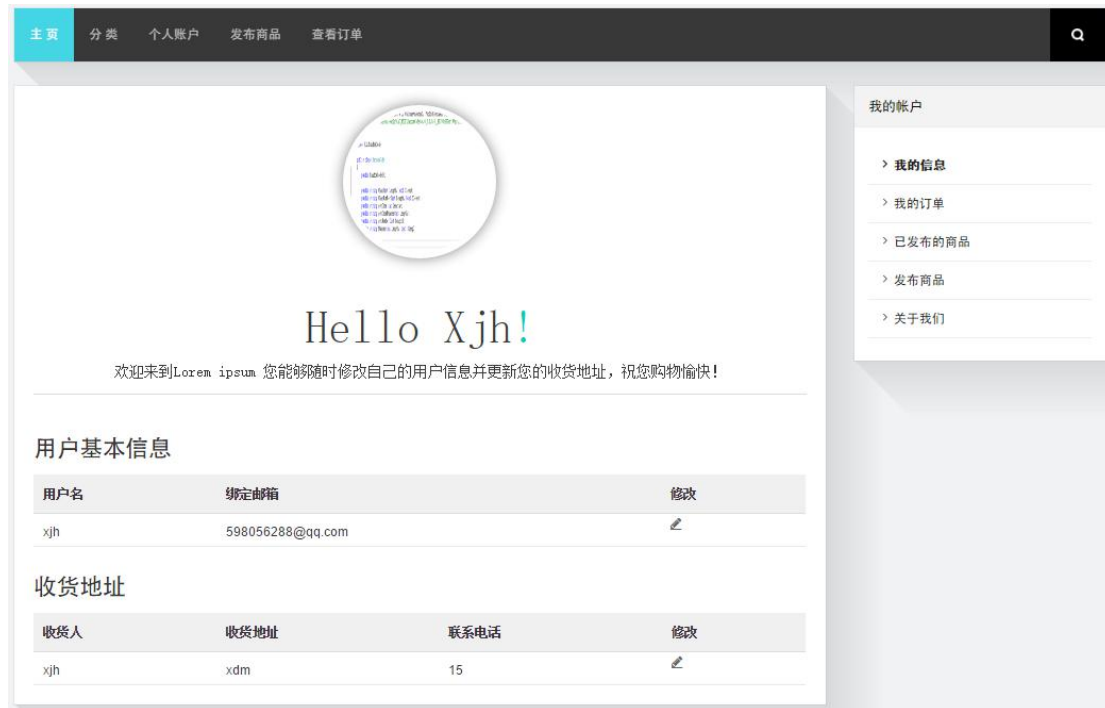 主 页 分 类 个人账户 发布商品 查看订单
Hello Xjh!
欢迎来到Lorem ipsum 您能够随时修改自己的用户信息并更新您的收货地址，祝您购物愉快！
用户基本信息
用户名 绑定邮箱 修改
xjh 598056288@qq.com
收货地址
收货人 收货地址 联系电话 修改
xjh xdm 15
我的帐户
我的信息
我的订单
已发布的商品
发布商品
关于我们